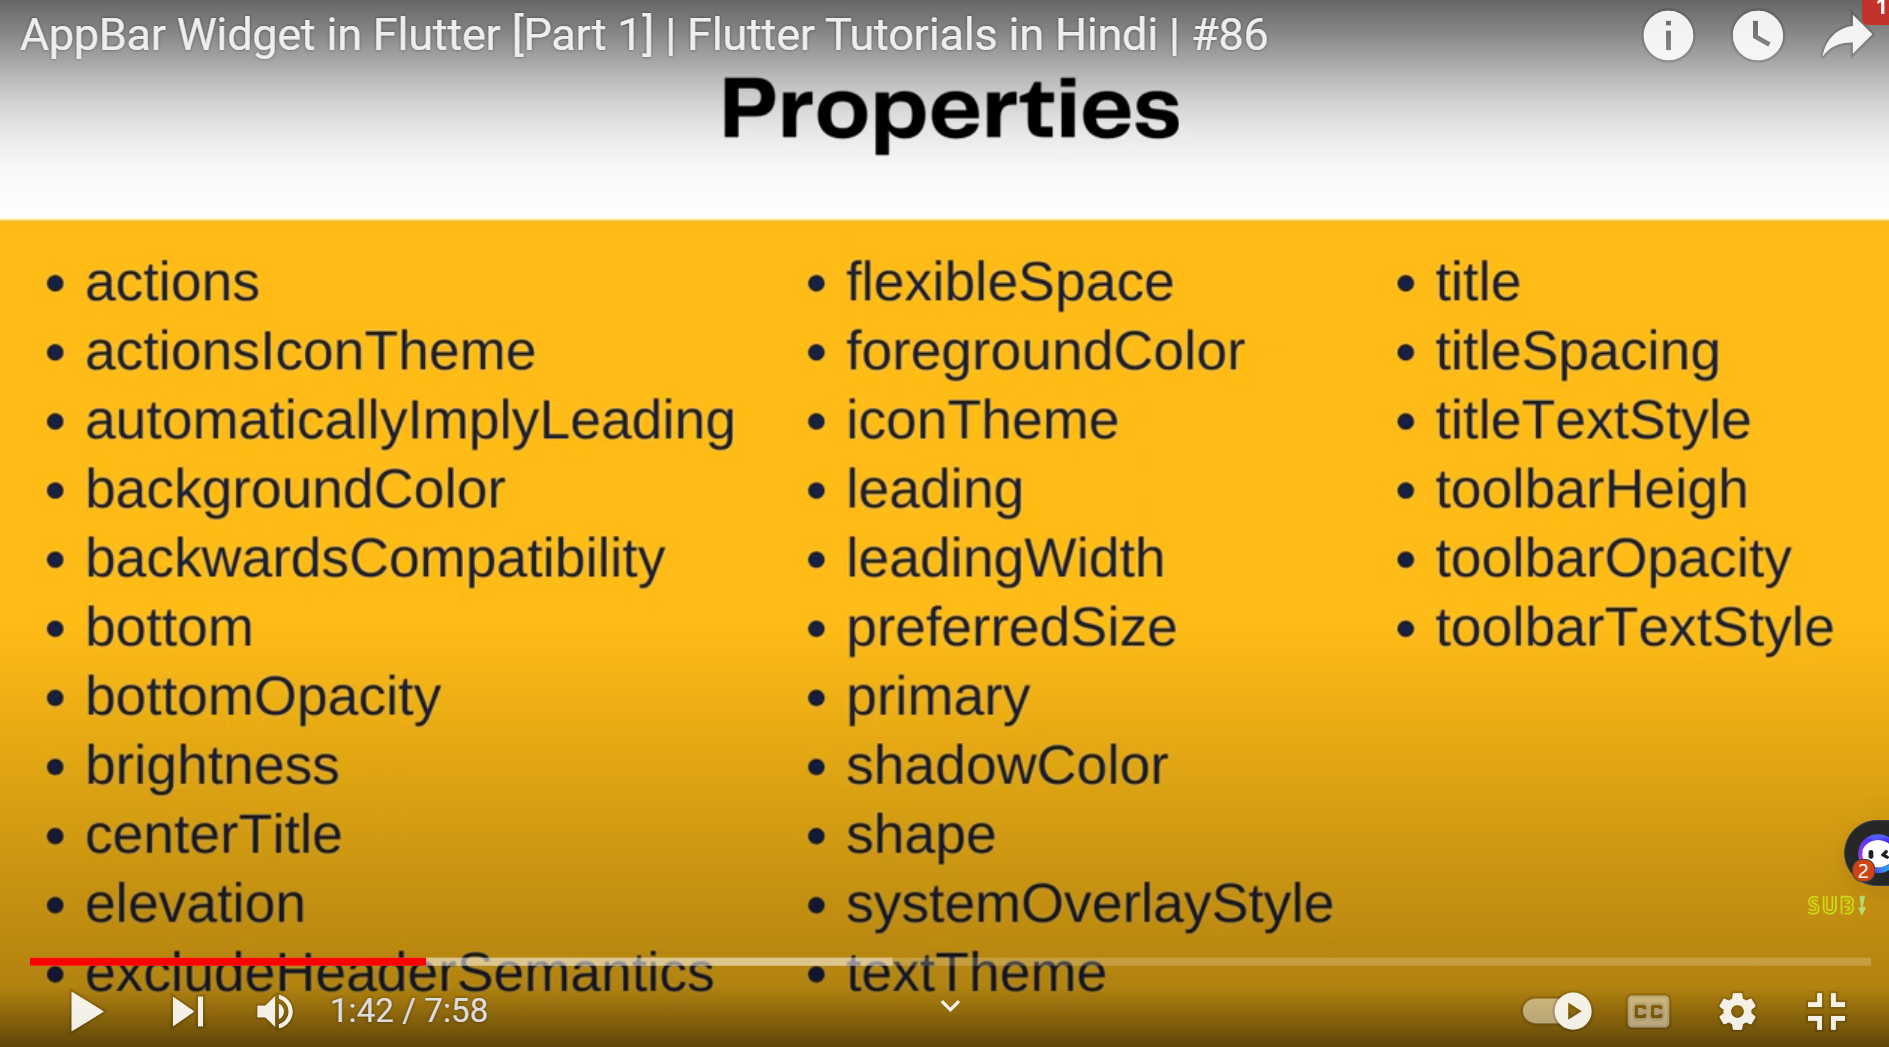 AppBar Widget in Flutter [Part 1] | Flutter Tutorials in Hindi | #86
1
Properties
actions
actionsIconTheme
automaticallyImplyLeading
backgroundColor
backwardsCompatibility
bottom
bottomOpacity
brightness
centerTitle
elevation
excludeHeaderSemantics
flexibleSpace
foregroundColor
iconTheme
leading
leadingWidth
preferredSize
primary
shadowColor
shape
systemOverlayStyle
textTheme
title
titleSpacing
titleTextStyle
toolbarHeigh
toolbarOpacity
toolbarTextStyle
2
SUB!
1:42 / 7:58
CC